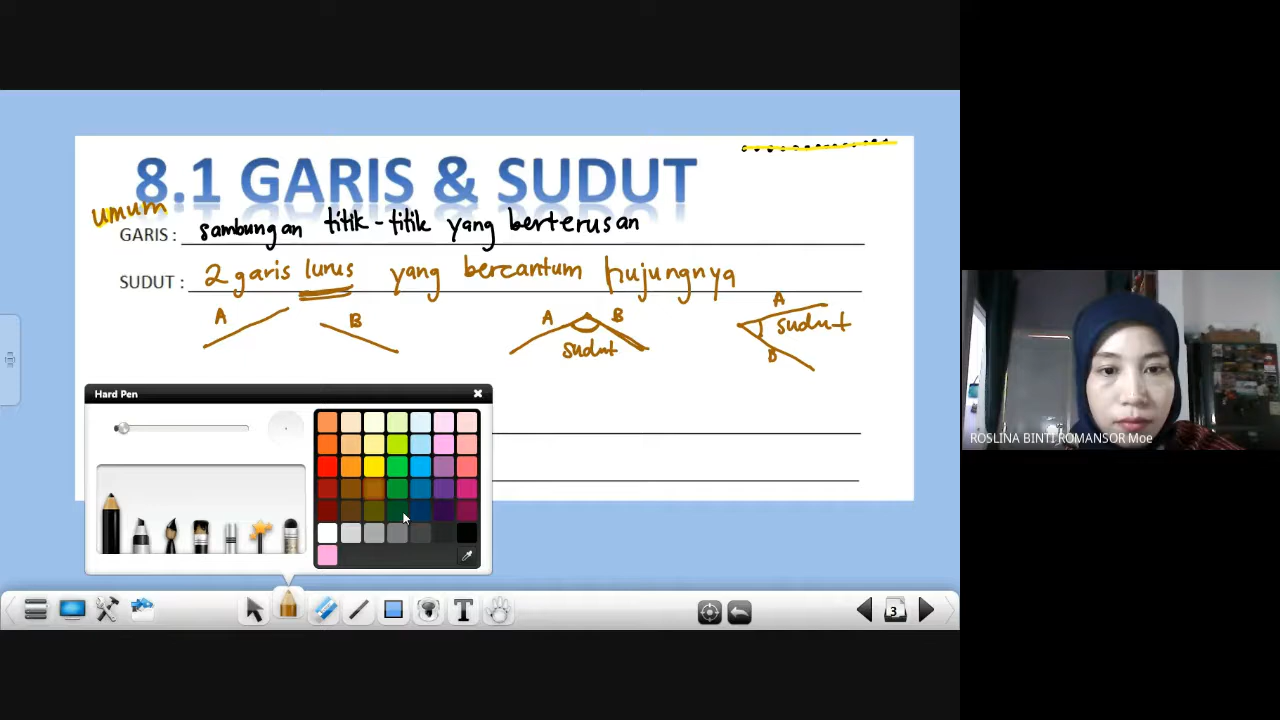 8.1 GARIS & SUDUT
umum
GARIS : sambungan titik-titik yang berterusan
SUDUT : 2 garis lurus yang bercantum hujungnya
A B A B A
sudut sudut
B
Hard Pen
ROSLINA BINTI ROMANSOR Moe
T
3